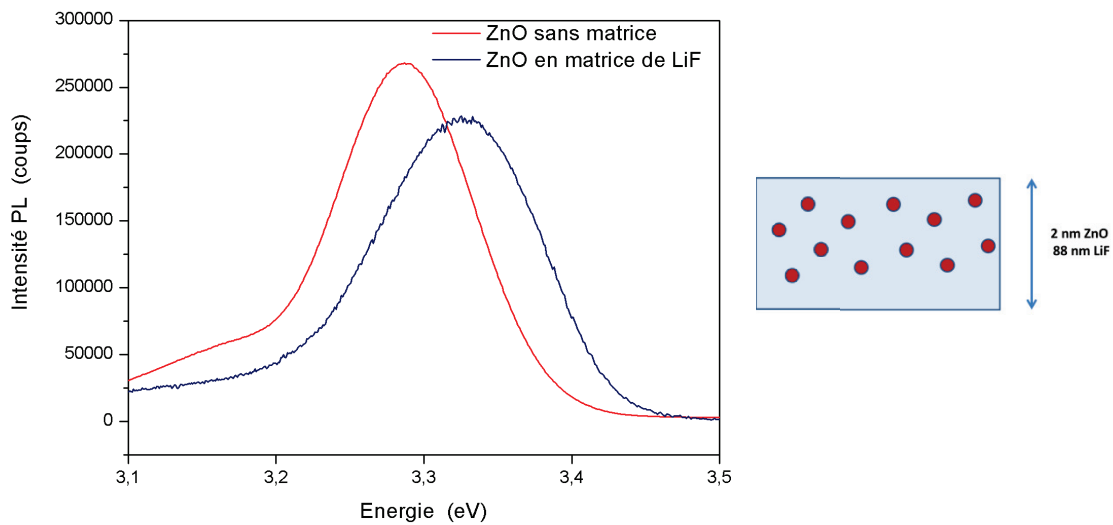 300000
250000
200000
150000
100000
50000
0
Intensité PL (coups)
ZnO sans matrice
ZnO en matrice de LiF
3,1
3,2
3,3
3,4
3,5
Energie (eV)
2 nm ZnO
88 nm LiF